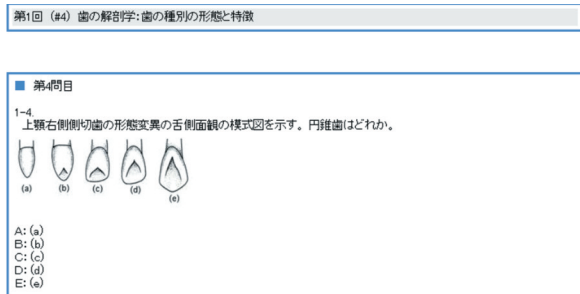 第1回 (#4) 歯の解剖学:歯の種別の形態と特徴
■ 第4問目
1-4.
上顎右側側切歯の形態変異の舌側面観の模式図を示す。円錐歯はどれか。
(a) (b) (c) (d) (e)
A: (a)
B: (b)
C: (c)
D: (d)
E: (e)